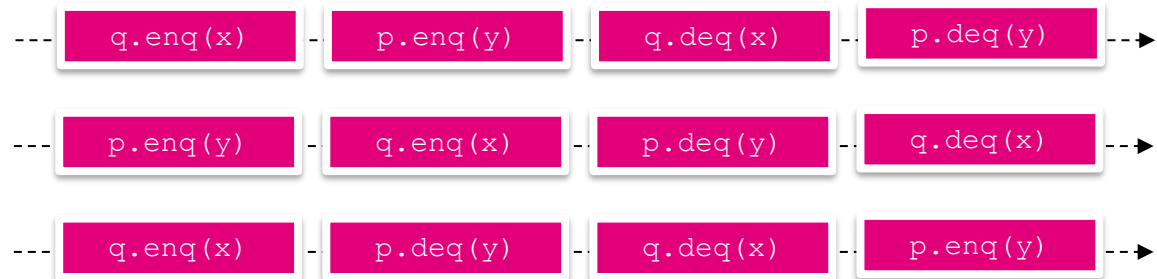 q.enq(x) p.enq(y) q.deq(x) p.deq(y)
p.enq(y) q.enq(x) p.deq(y) q.deq(x)
q.enq(x) p.deq(y) q.deq(x) p.enq(y)